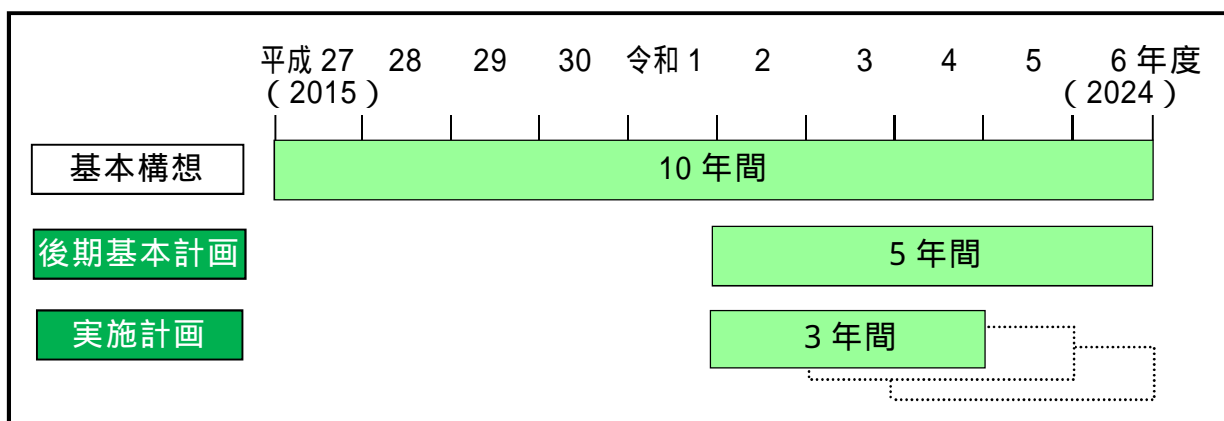 平成 27 28 29 30 令和 1 2 3 4 5 6 年度
(2015) (2024)
基本構想 10 年間
後期基本計画 5 年間
実施計画 3 年間